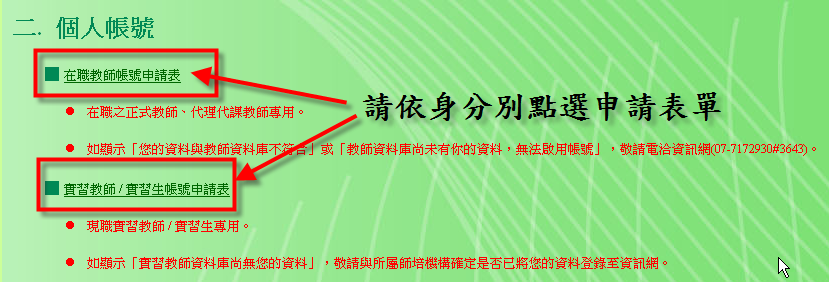 二. 個人帳號
在職教師帳號申請表
請依身分別點選申請表單
在職之正式教師、代理代課教師專用。
如顯示「您的資料與教師資料庫不符合」或「教師資料庫尚未有你的資料，無法啟用帳號」，敬請電洽資訊網(07-7172930#3643)。
實習教師 / 實習生帳號申請表
現職實習教師 / 實習生專用。
如顯示「實習教師資料庫尚無您的資料」，敬請與所屬師培機構確定是否已將您的資料登錄至資訊網。